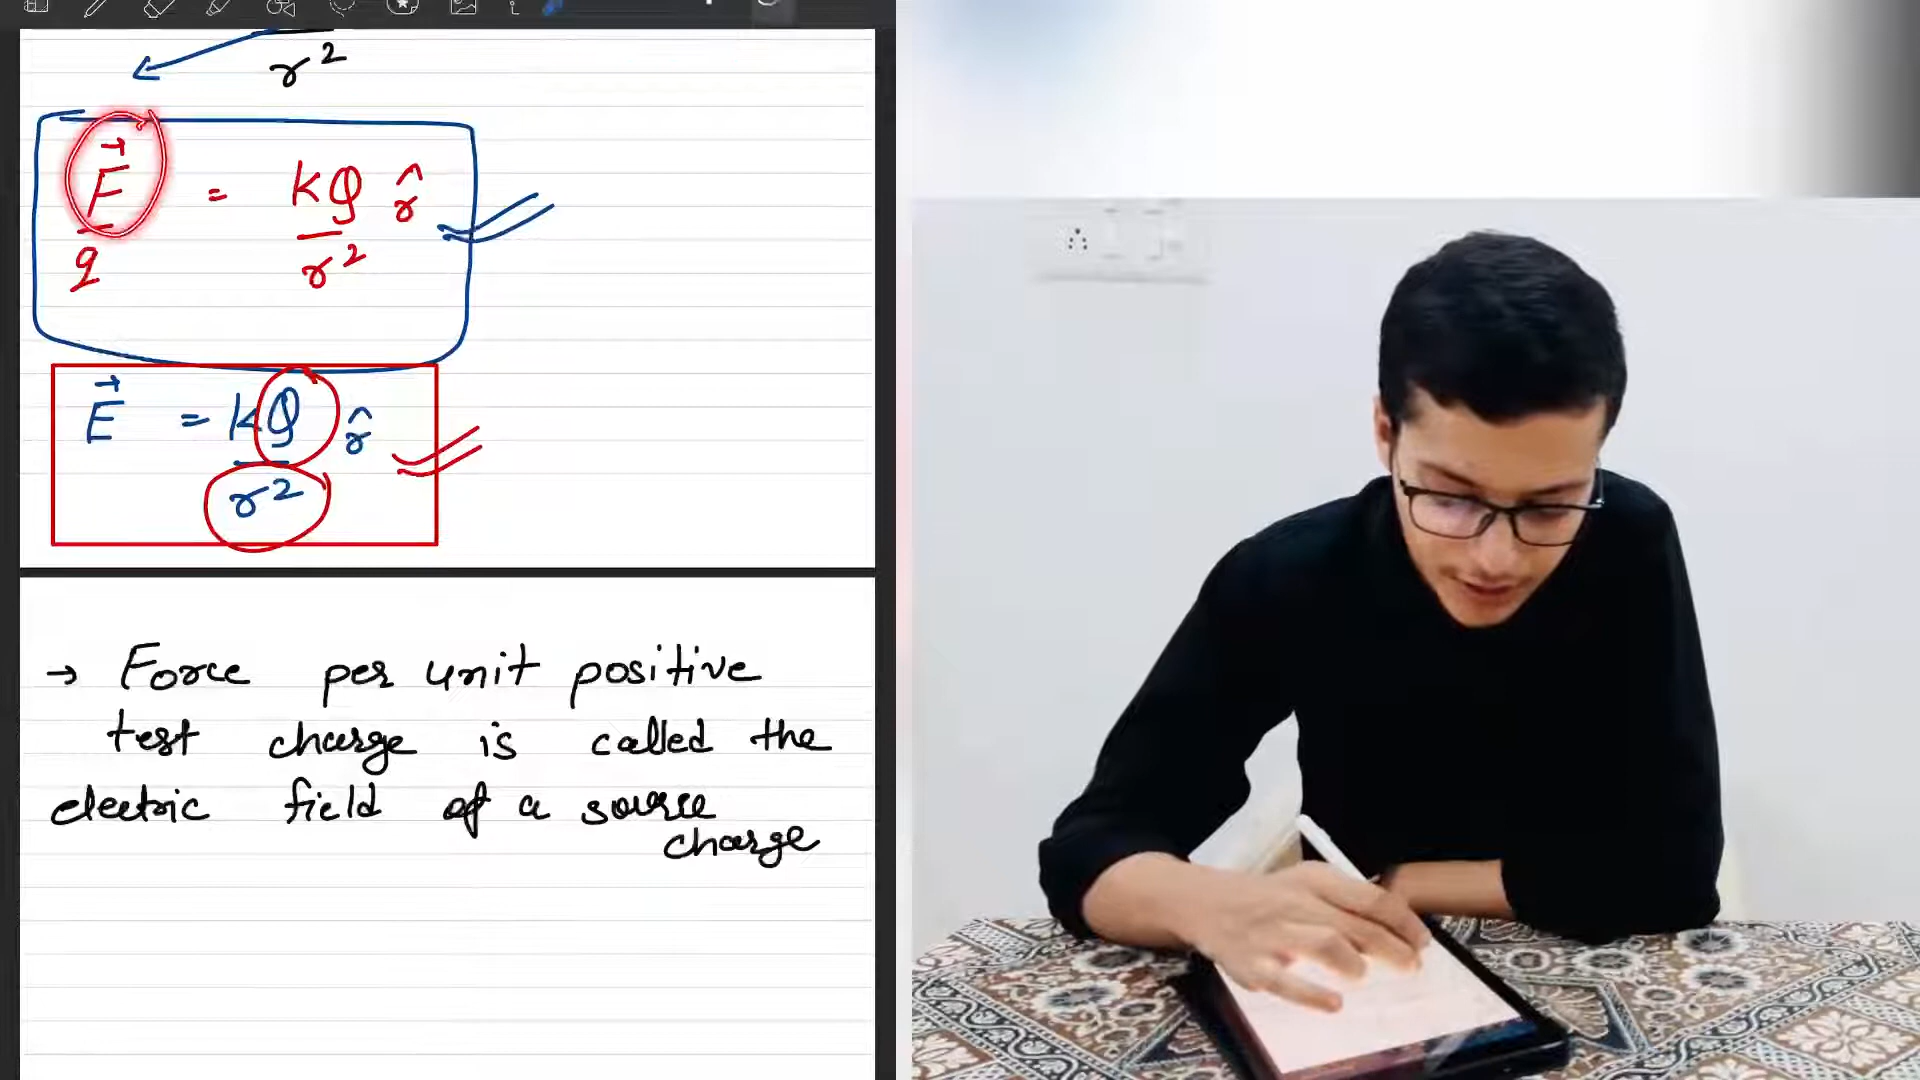 r²
F⃗/q = kQ/r² r̂
E⃗ = kQ/r² r̂
→ Force per unit positive
test charge is called the
electric field of a source
charge